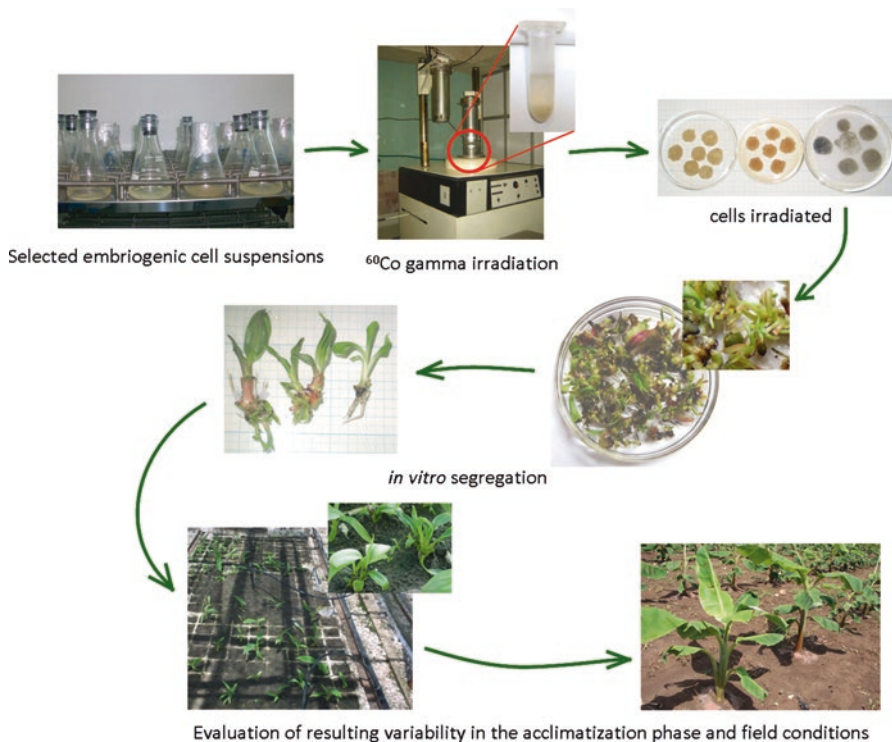 Selected embriogenic cell suspensions
⁶⁰Co gamma irradiation
cells irradiated
in vitro segregation
Evaluation of resulting variability in the acclimatization phase and field conditions